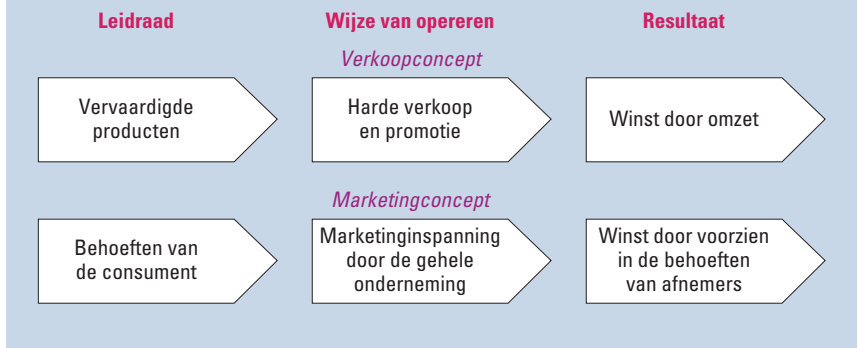 Leidraad
Wijze van opereren
Resultaat
Verkoopconcept
Vervaardigde
producten
Harde verkoop
en promotie
Winst door omzet
Marketingconcept
Behoeften van
de consument
Marketinginspanning
door de gehele
onderneming
Winst door voorzien
in de behoeften
van afnemers